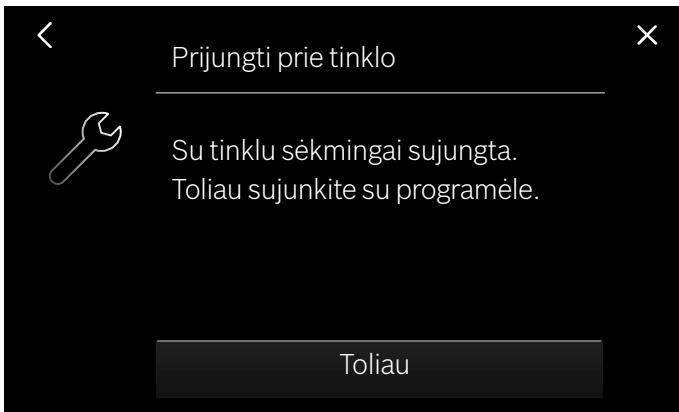 Prijungti prie tinklo
Su tinklu sėkmingai sujungta.
Toliau sujunkite su programėle.
Toliau